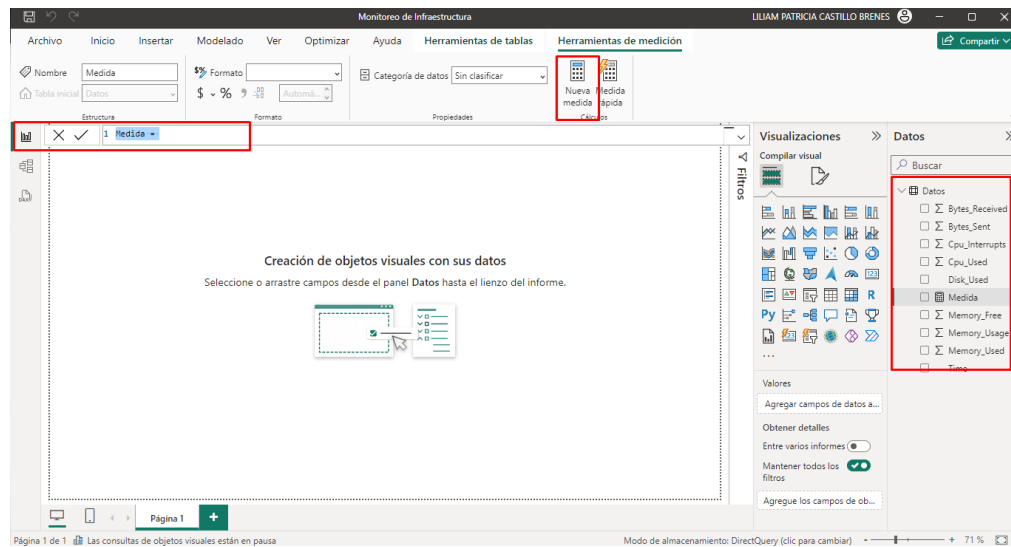 Monitoreo de Infraestructura
LILIAM PATRICIA CASTILLO BRENES
Archivo Inicio Insertar Modelado Ver Optimizar Ayuda Herramientas de tablas Herramientas de medición Compartir
Nombre Medida
$% Formato
Categoría de datos Sin clasificar
Tabla inicial Datos
$ % 9 Automá...
Nueva medida
Medida rápida
Estructura Formato Propiedades Cálculos
1 Medida =
Filtros
Creación de objetos visuales con sus datos
Seleccione o arrastre campos desde el panel Datos hasta el lienzo del informe.
Visualizaciones
Compilar visual
123
R
Py
...
Valores
Agregar campos de datos a...
Obtener detalles
Entre varios informes
Mantener todos los
filtros
Agregue los campos de ob...
Datos
Buscar
Datos
Bytes_Received
Bytes_Sent
Cpu_Interrupts
Cpu_Used
Disk_Used
Medida
Memory_Free
Memory_Usage
Memory_Used
Time
Página 1 +
Página 1 de 1 Las consultas de objetos visuales están en pausa
Modo de almacenamiento: DirectQuery (clic para cambiar) - + 71 %